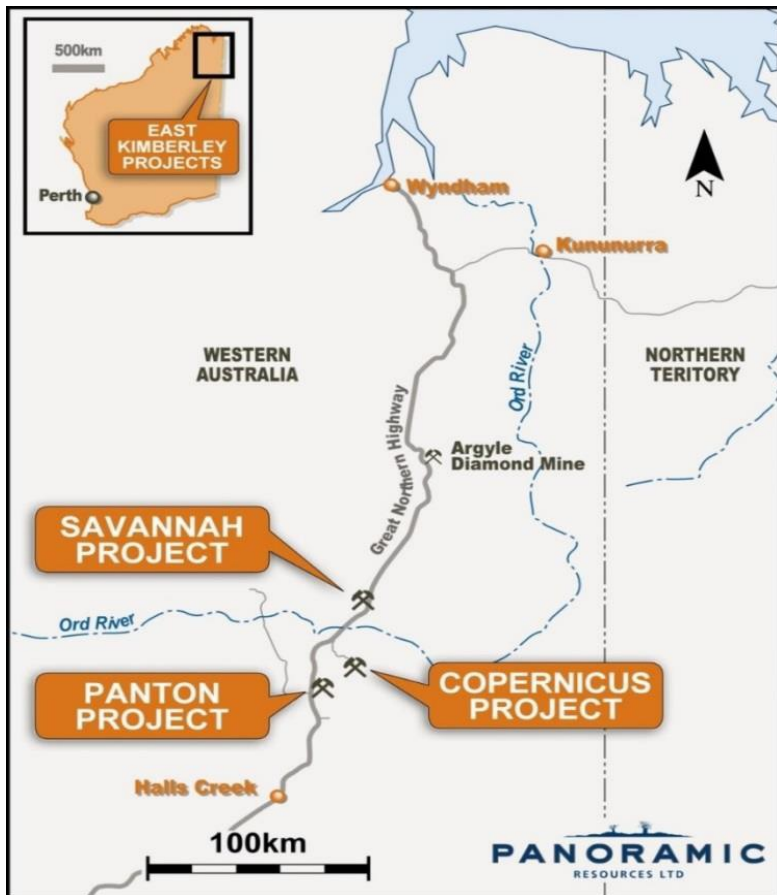 500km
EAST
KIMBERLEY
PROJECTS
Perth
N
Wyndham
Kununurra
WESTERN
AUSTRALIA
NORTHERN
TERITORY
Ord River
Great Northern Highway
Argyle
Diamond Mine
SAVANNAH
PROJECT
Ord River
PANTON
PROJECT
COPERNICUS
PROJECT
Halls Creek
100km
PANORAMIC
RESOURCES LTD